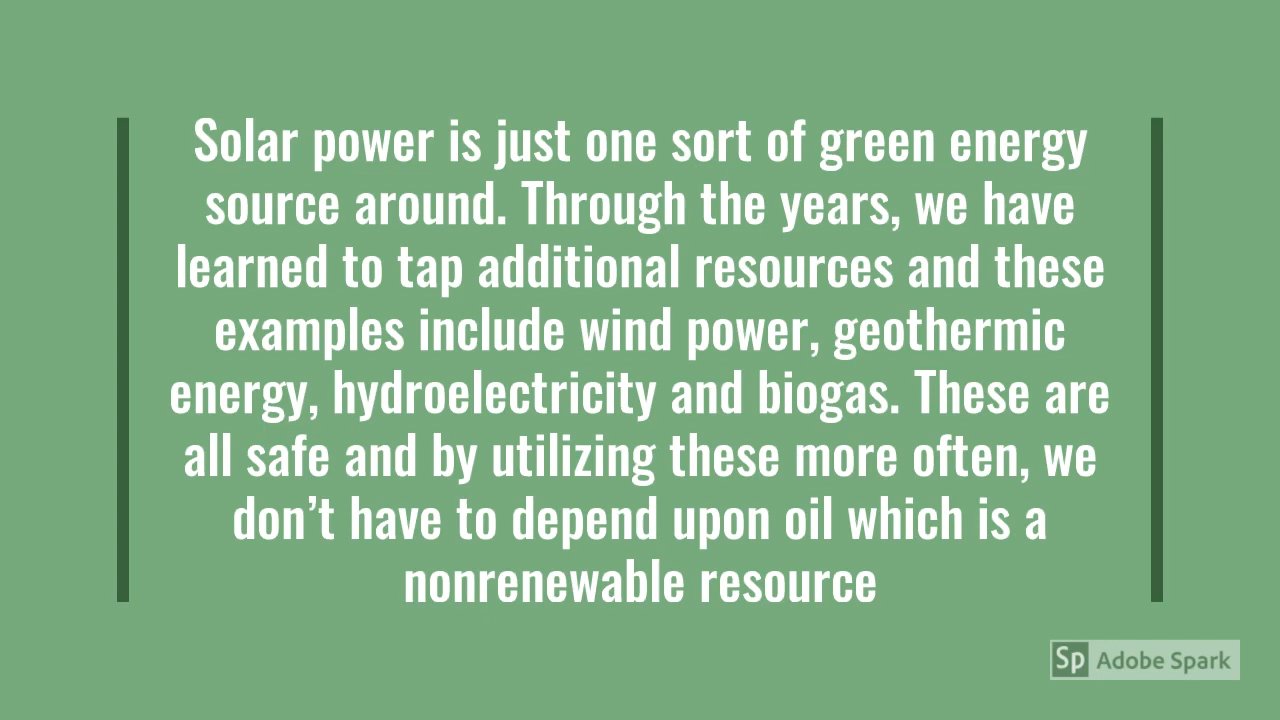 Solar power is just one sort of green energy
source around. Through the years, we have
learned to tap additional resources and these
examples include wind power, geothermic
energy, hydroelectricity and biogas. These are
all safe and by utilizing these more often, we
don’t have to depend upon oil which is a
nonrenewable resource
Sp Adobe Spark